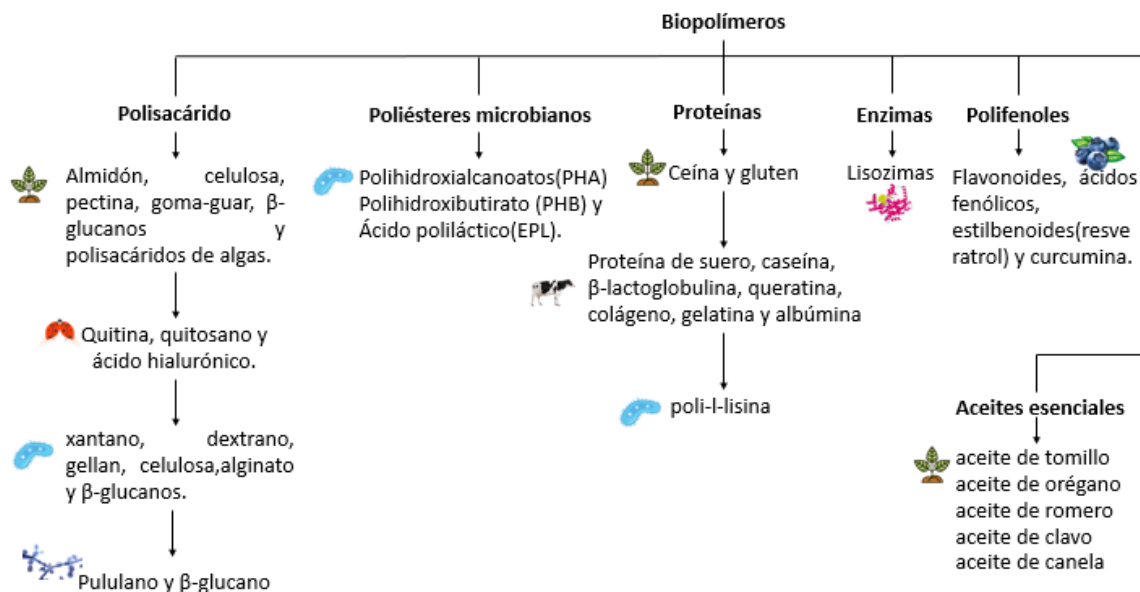 Biopolímeros
Polisacárido
Almidón, celulosa,
pectina, goma-guar, β-
glucanos y
polisacáridos de algas.
Quitina, quitosano y
ácido hialurónico.
xantano, dextrano,
gellan, celulosa,alginato
y β-glucanos.
Pululano y β-glucano
Poliésteres microbianos
Polihidroxialcanoatos(PHA)
Polihidroxibutirato (PHB) y
Ácido poliláctico(EPL).
Proteínas
Ceína y gluten
Proteína de suero, caseína,
β-lactoglobulina, queratina,
colágeno, gelatina y albúmina
poli-l-lisina
Enzimas
Lisozimas
Polifenoles
Flavonoides, ácidos
fenólicos,
estilbenoides(resve
ratrol) y curcumina.
Aceites esenciales
aceite de tomillo
aceite de orégano
aceite de romero
aceite de clavo
aceite de canela